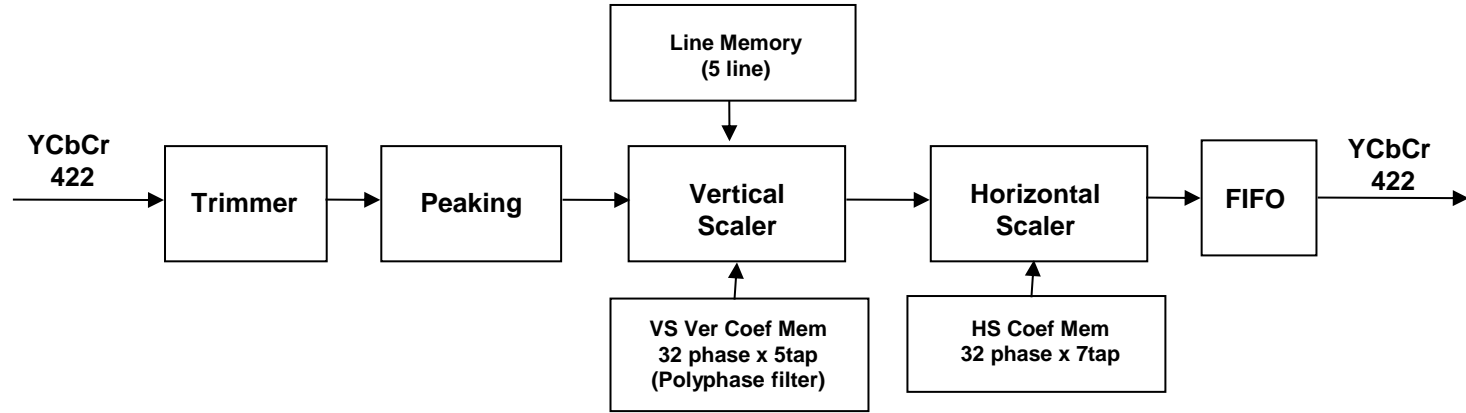 Line Memory
(5 line)
YCbCr
422
Trimmer
Peaking
Vertical
Scaler
Horizontal
Scaler
FIFO
YCbCr
422
VS Ver Coef Mem
32 phase x 5tap
(Polyphase filter)
HS Coef Mem
32 phase x 7tap